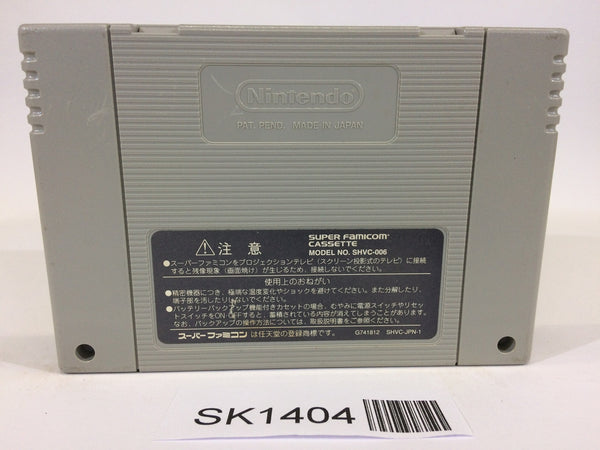 Nintendo
PAT. PEND. MADE IN JAPAN
SUPER FAMICOM
CASSETTE
MODEL NO. SHVC-006
注意
●スーパーファミコンをプロジェクションテレビ(スクリーン投影式のテレビ)に接続
すると残像現象(画面焼け)が生じるため、接続しないでください。
使用上のおねがい
●精密機器につき、極端な温度変化やショックを避けてください。また分解したり、
端子部を汚したりしないでください。
●バッテリーバックアップ機能付きカセットの場合、むやみに電源スイッチやリセッ
トスイッチをON・OFFすると、蓄積されている内容が消えてしまうことがあります。
なお、バックアップの操作方法については、取扱説明書をご参照ください。
スーパーファミコンは任天堂の登録商標です。
G741812 SHVC-JPN-1
SK1404